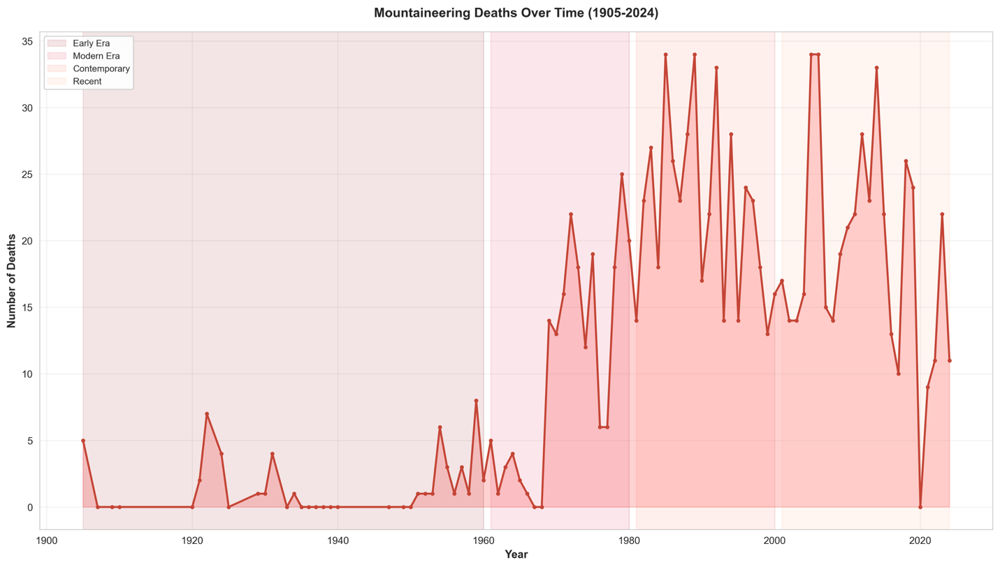 Mountaineering Deaths Over Time (1905-2024)
Early Era
Modern Era
Contemporary
Recent
Number of Deaths
35
30
25
20
15
10
5
0
1900 1920 1940 1960 1980 2000 2020
Year